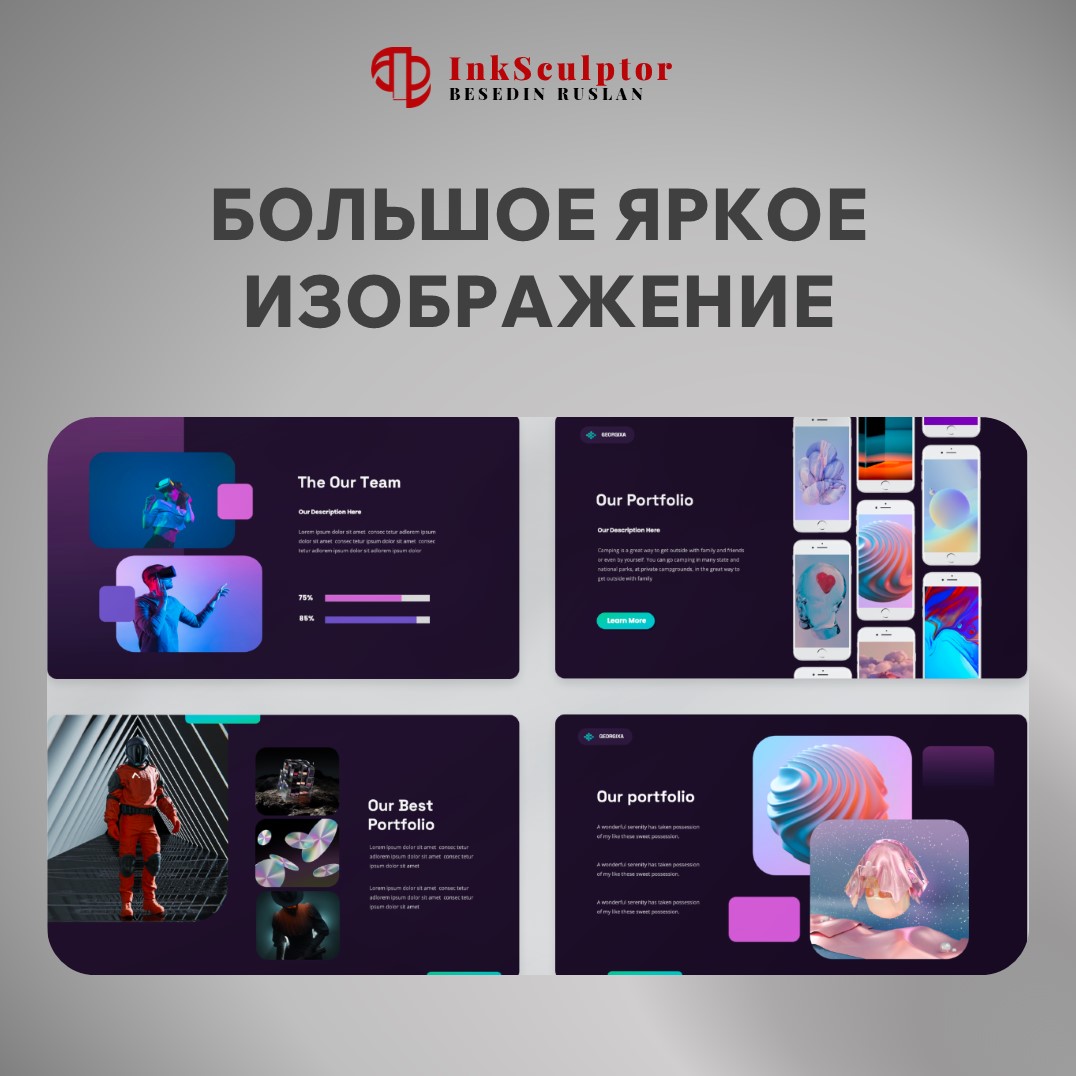 InkSculptor
BESEDIN RUSLAN
БОЛЬШОЕ ЯРКОЕ
ИЗОБРАЖЕНИЕ
The Our Team
Our Description Here
Lorem ipsum dolor sit amet consec tetur adlorem ipsum
dolor sit amet consec tetur ipsum dolor sit amet consec
tetur adlorem ipsum dolor sit adlorem ipsum dolor
75%
85%
GEORGIXA
Our Portfolio
Our Description Here
Camping is a great way to get outside with family and friends
or even by yourself You can go camping in many state and
national parks, at private campgrounds, in the great way to
get outside with family
Learn More
Our Best
Portfolio
Lorem ipsum dolor sit amet consec tetur
adlorem ipsum dolor sit amet consec tetur
ipsum dolor sit amet
Lorem ipsum dolor sit amet consec tetur
adlorem ipsum dolor sit amet consec tetur
ipsum dolor sit amet
GEORGIXA
Our portfolio
A wonderful serenity has taken possession
of my like these sweet possession.
A wonderful serenity has taken possession
of my like these sweet possession.
A wonderful serenity has taken possession
of my like these sweet possession.